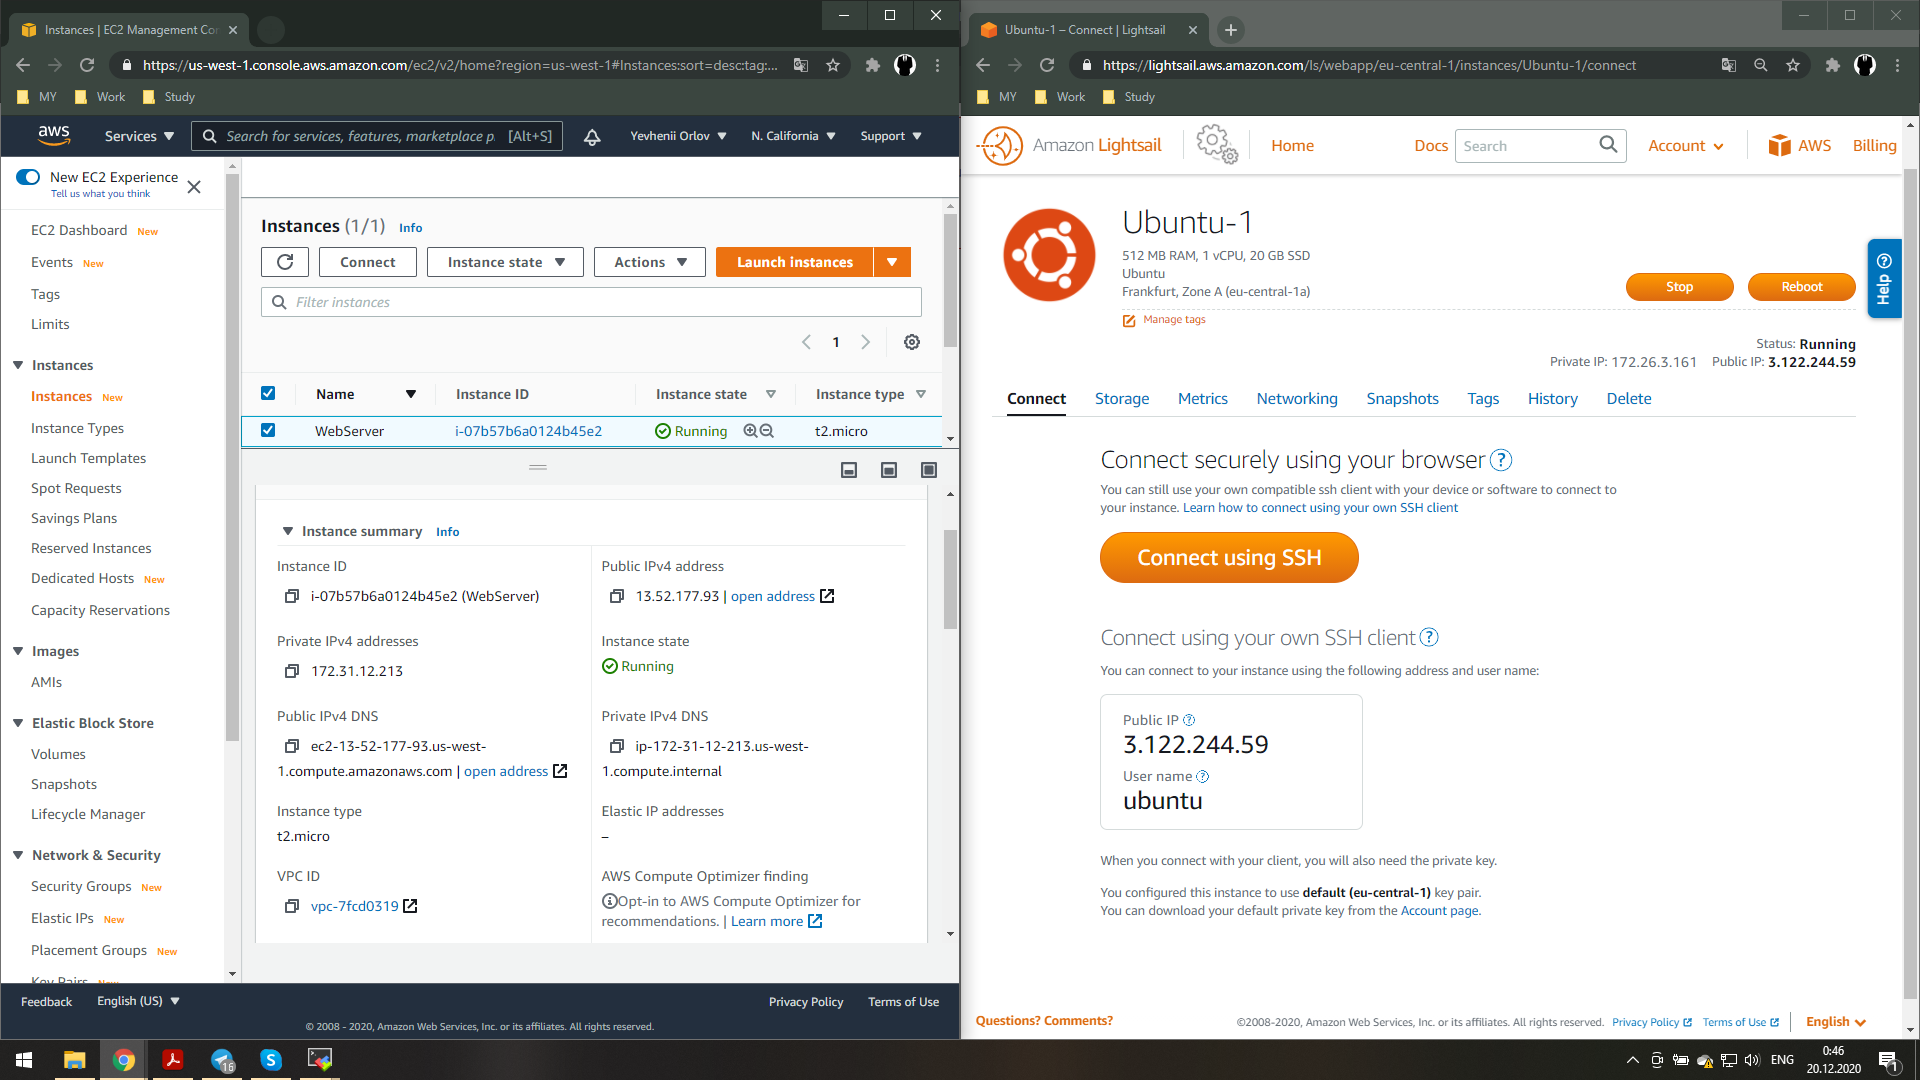 Instances | EC2 Management Con
https://us-west-1.console.aws.amazon.com/ec2/v2/home?region=us-west-1#Instances:sort=desc:tag:...
MY
Work
Study
aws
Services
Search for services, features, marketplace p
[Alt+S]
Yevhenii Orlov
N. California
Support
New EC2 Experience
Tell us what you think
EC2 Dashboard New
Events New
Tags
Limits
Instances
Instances New
Instance Types
Launch Templates
Spot Requests
Savings Plans
Reserved Instances
Dedicated Hosts New
Capacity Reservations
Images
AMIs
Elastic Block Store
Volumes
Snapshots
Lifecycle Manager
Network & Security
Security Groups New
Elastic IPs New
Placement Groups New
Key Pairs New
Instances (1/1) Info
Connect
Instance state
Actions
Launch instances
Filter instances
1
Name
Instance ID
Instance state
Instance type
WebServer
i-07b57b6a0124b45e2
Running
t2.micro
Instance summary Info
Instance ID
i-07b57b6a0124b45e2 (WebServer)
Public IPv4 address
13.52.177.93 | open address
Private IPv4 addresses
172.31.12.213
Instance state
Running
Public IPv4 DNS
ec2-13-52-177-93.us-west-
1.compute.amazonaws.com | open address
Private IPv4 DNS
ip-172-31-12-213.us-west-
1.compute.internal
Instance type
t2.micro
Elastic IP addresses
–
VPC ID
vpc-7fcd0319
AWS Compute Optimizer finding
Opt-in to AWS Compute Optimizer for
recommendations. | Learn more
Feedback
English (US)
Privacy Policy
Terms of Use
© 2008 - 2020, Amazon Web Services, Inc. or its affiliates. All rights reserved.
Ubuntu-1 – Connect | Lightsail
https://lightsail.aws.amazon.com/ls/webapp/eu-central-1/instances/Ubuntu-1/connect
MY
Work
Study
Amazon Lightsail
Home
Docs
Search
Account
AWS
Billing
Ubuntu-1
512 MB RAM, 1 vCPU, 20 GB SSD
Ubuntu
Frankfurt, Zone A (eu-central-1a)
Manage tags
Stop
Reboot
Help
Status: Running
Private IP: 172.26.3.161 Public IP: 3.122.244.59
Connect
Storage
Metrics
Networking
Snapshots
Tags
History
Delete
Connect securely using your browser ?
You can still use your own compatible ssh client with your device or software to connect to
your instance. Learn how to connect using your own SSH client
Connect using SSH
Connect using your own SSH client ?
You can connect to your instance using the following address and user name:
Public IP ?
3.122.244.59
User name ?
ubuntu
When you connect with your client, you will also need the private key.
You configured this instance to use default (eu-central-1) key pair.
You can download your default private key from the Account page.
Questions? Comments?
©2008-2020, Amazon Web Services, Inc. or its affiliates. All rights reserved.
Privacy Policy
Terms of Use
English
16
ENG
0:46
20.12.2020
1